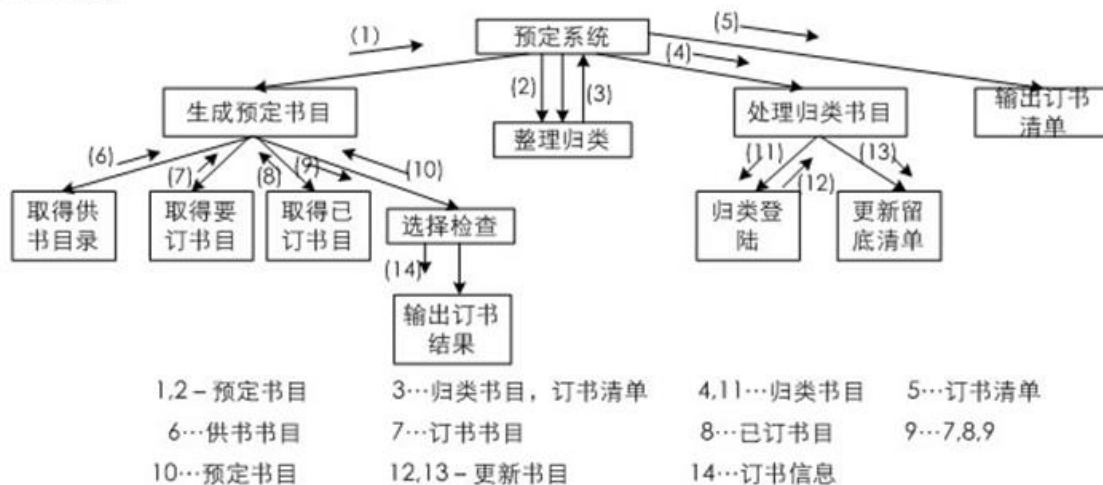 预定系统
(1)
(5)
(4)
(2)
(3)
生成预定书目
整理归类
处理归类书目
输出订书
清单
(6)
(7)
(8)
(9)
(10)
(11)
(12)
(13)
取得供
书目录
取得要
订书目
取得已
订书目
选择检查
归类登
陆
更新留
底清单
(14)
输出订书
结果
1,2–预定书目 3…归类书目，订书清单 4,11…归类书目 5…订书清单
6…供书书目 7…订书书目 8…已订书目 9…7,8,9
10…预定书目 12,13–更新书目 14…订书信息